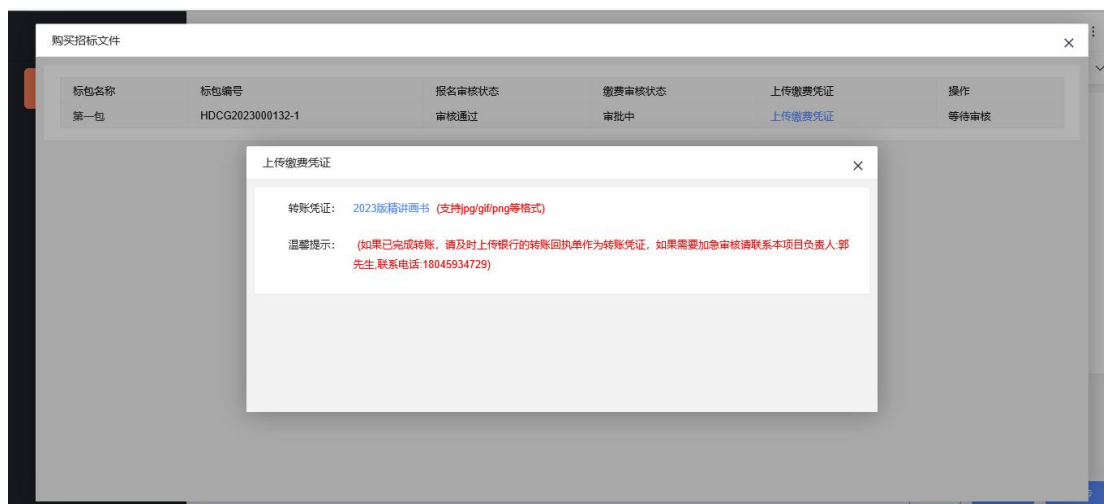 购买招标文件
标包名称 标包编号 报名审核状态 缴费审核状态 上传缴费凭证 操作
第一包 HDCG2023000132-1 审核通过 审批中 上传缴费凭证 等待审核
上传缴费凭证
转账凭证: 2023版精讲画书 (支持jpg/gif/png等格式)
温馨提示: (如果已完成转账，请及时上传银行的转账回执单作为转账凭证，如果需要加急审核请联系本项目负责人:郭
先生,联系电话:18045934729)